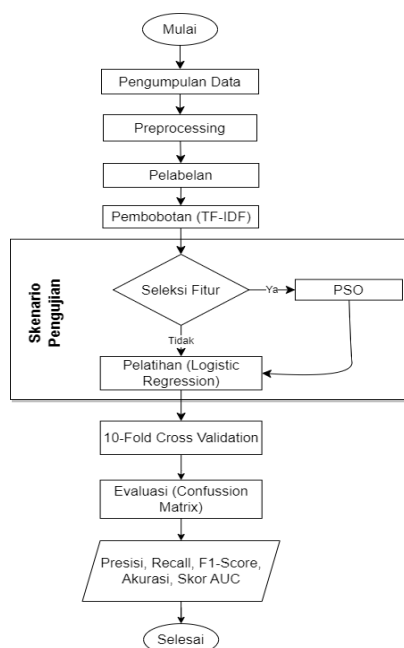 Mulai
Pengumpulan Data
Preprocessing
Pelabelan
Pembobotan (TF-IDF)
Skenario
Pengujian
Seleksi Fitur
Ya
PSO
Tidak
Pelatihan (Logistic
Regression)
10-Fold Cross Validation
Evaluasi (Confussion
Matrix)
Presisi, Recall, F1-Score,
Akurasi, Skor AUC
Selesai